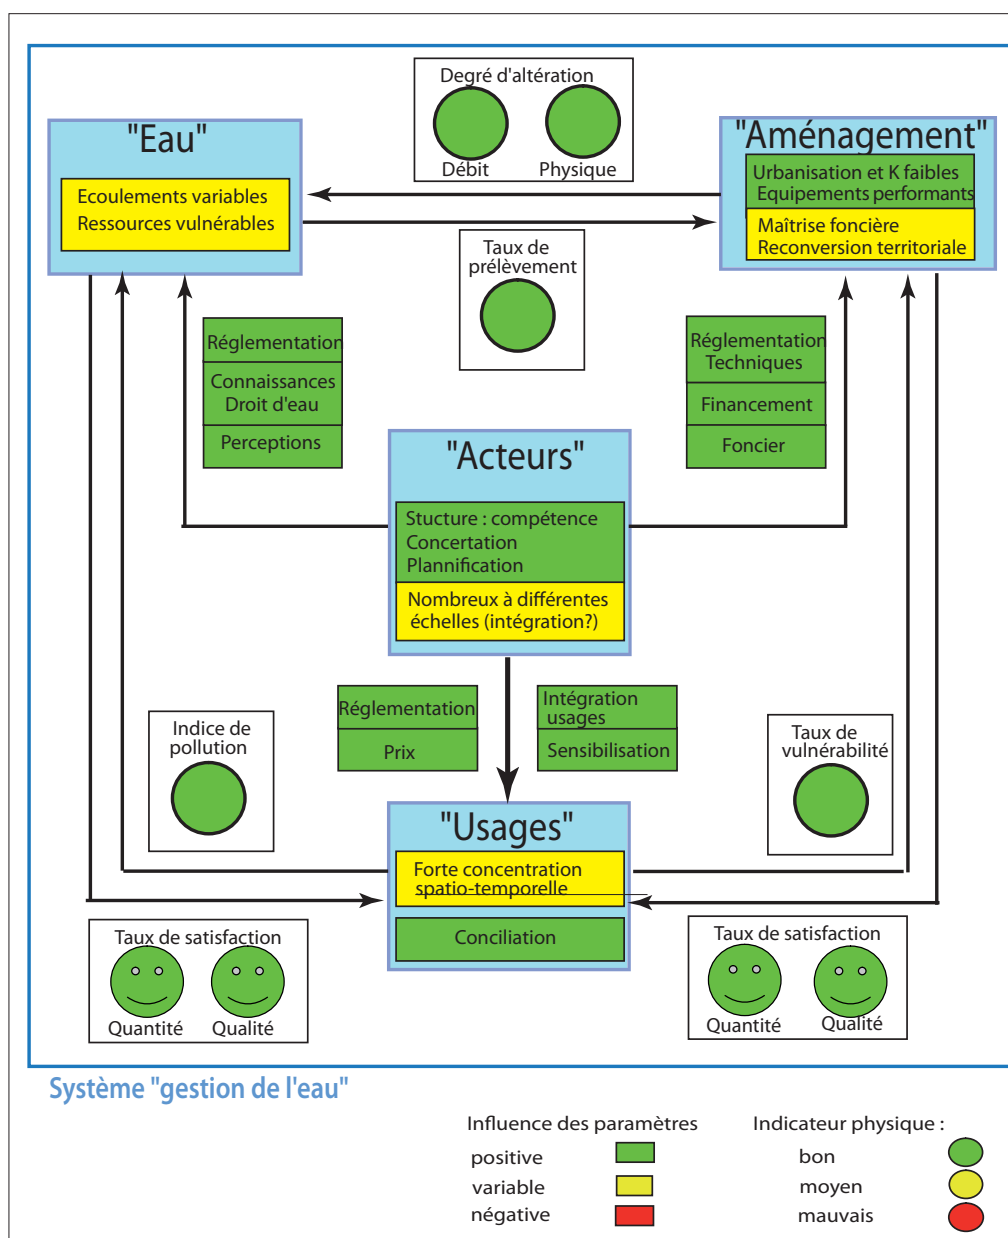 Degré d'altération
Débit
Physique
"Eau"
Ecoulements variables
Ressources vulnérables
"Aménagement"
Urbanisation et K faibles
Equipements performants
Maîtrise foncière
Reconversion territoriale
Taux de
prélèvement
Réglementation
Connaissances
Droit d'eau
Perceptions
Réglementation
Techniques
Financement
Foncier
"Acteurs"
Stucture : compétence
Concertation
Plannification
Nombreux à différentes
échelles (intégration?)
Réglementation
Prix
Intégration
usages
Sensibilisation
Indice de
pollution
Taux de
vulnérabilité
"Usages"
Forte concentration
spatio-temporelle
Conciliation
Taux de satisfaction
Quantité
Qualité
Taux de satisfaction
Quantité
Qualité
Système "gestion de l'eau"
Influence des paramètres
positive
variable
négative
Indicateur physique :
bon
moyen
mauvais